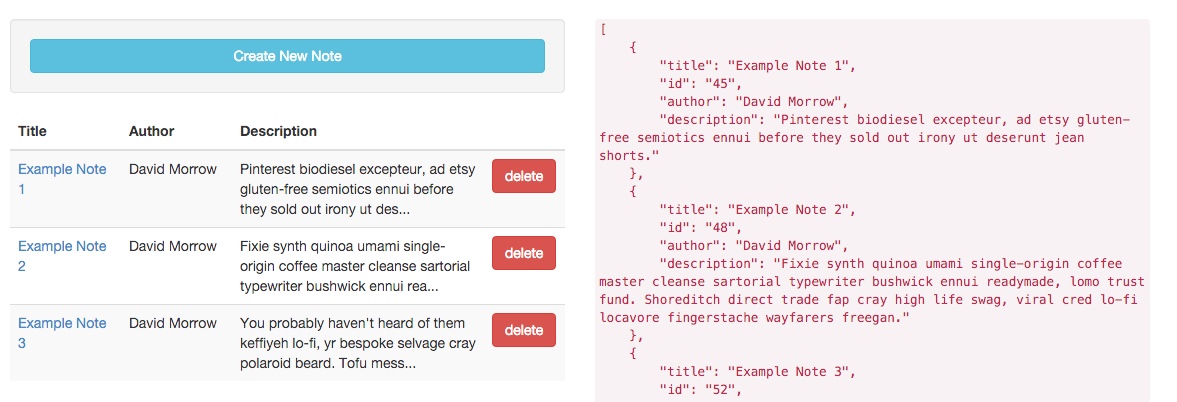 Create New Note
Title Author Description
Example Note David Morrow Pinterest biodiesel excepteur, ad etsy delete
1 gluten-free semiotics ennui before
they sold out irony ut des...
Example Note David Morrow Fixie synth quinoa umami single- delete
2 origin coffee master cleanse sartorial
typewriter bushwick ennui rea...
Example Note David Morrow You probably haven't heard of them delete
3 keffiyeh lo-fi, yr bespoke selvage cray
polaroid beard. Tofu mess...
[
{
"title": "Example Note 1",
"id": "45",
"author": "David Morrow",
"description": "Pinterest biodiesel excepteur, ad etsy gluten-
free semiotics ennui before they sold out irony ut deserunt jean
shorts."
},
{
"title": "Example Note 2",
"id": "48",
"author": "David Morrow",
"description": "Fixie synth quinoa umami single-origin coffee
master cleanse sartorial typewriter bushwick ennui readymade, lomo trust
fund. Shoreditch direct trade fap cray high life swag, viral cred lo-fi
locavore fingerstache wayfarers freegan."
},
{
"title": "Example Note 3",
"id": "52",